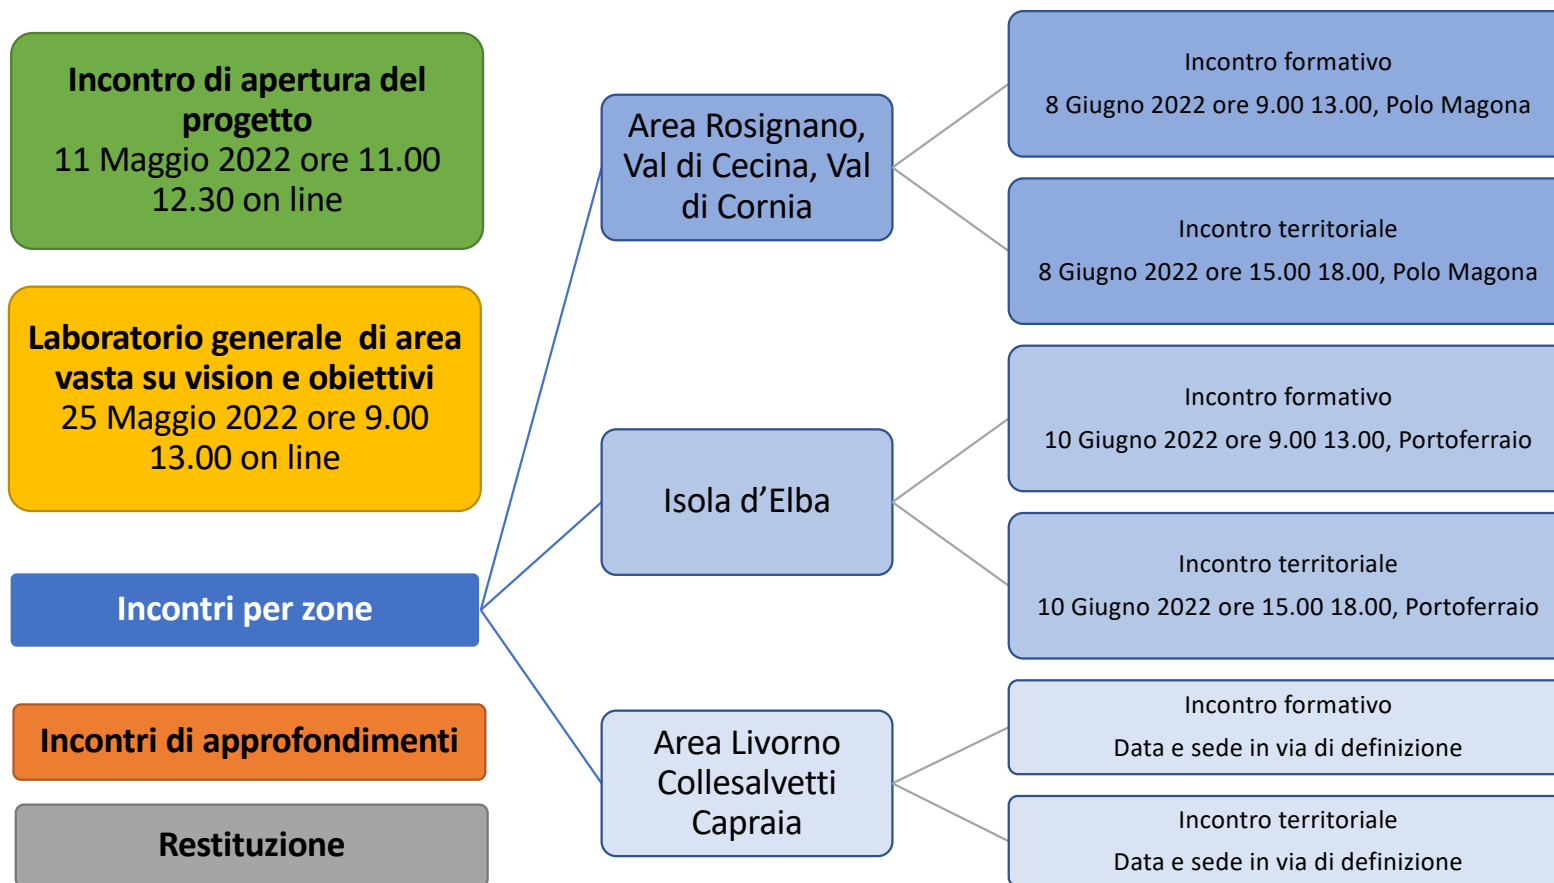 Incontro di apertura del
progetto
11 Maggio 2022 ore 11.00
12.30 on line
Laboratorio generale  di area
vasta su vision e obiettivi
25 Maggio 2022 ore 9.00
13.00 on line
Incontri per zone
Incontri di approfondimenti
Restituzione
Area Rosignano,
Val di Cecina, Val
di Cornia
Isola d’Elba
Area Livorno
Collesalvetti
Capraia
Incontro formativo
8 Giugno 2022 ore 9.00 13.00, Polo Magona
Incontro territoriale
8 Giugno 2022 ore 15.00 18.00, Polo Magona
Incontro formativo
10 Giugno 2022 ore 9.00 13.00, Portoferraio
Incontro territoriale
10 Giugno 2022 ore 15.00 18.00, Portoferraio
Incontro formativo
Data e sede in via di definizione
Incontro territoriale
Data e sede in via di definizione